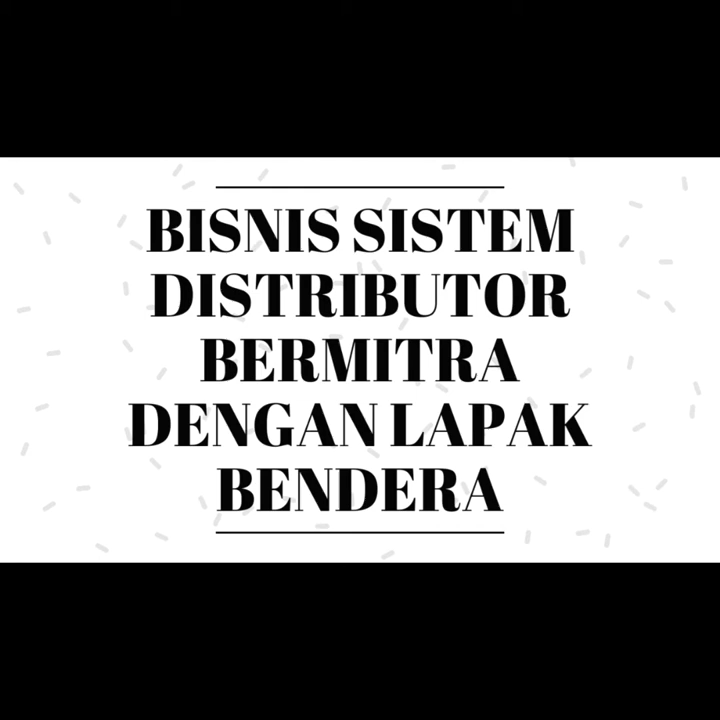 BISNIS SISTEM
DISTRIBUTOR
BERMITRA
DENGAN LAPAK
BENDERA